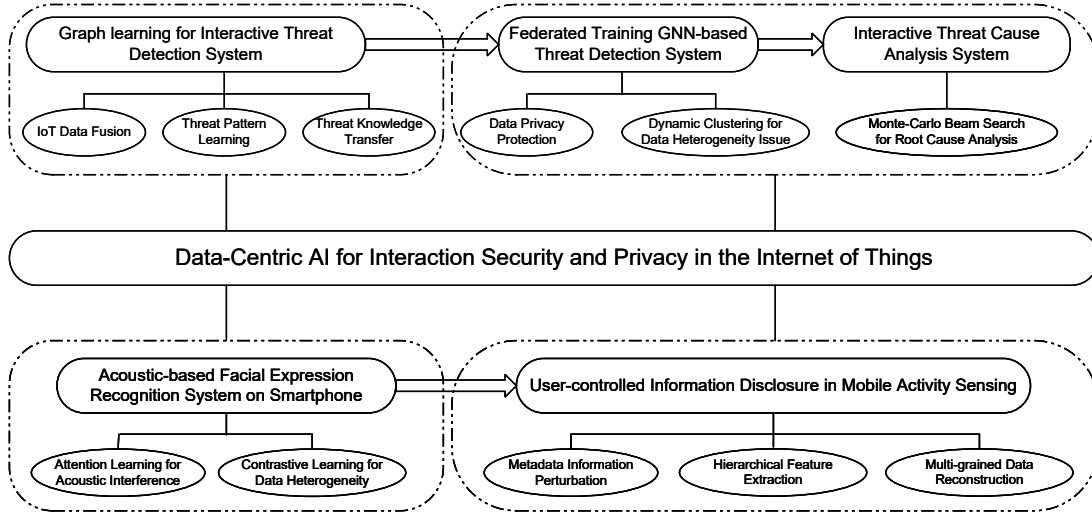 Graph learning for Interactive Threat
Detection System
Federated Training GNN-based
Threat Detection System
Interactive Threat Cause
Analysis System
IoT Data Fusion
Threat Pattern
Learning
Threat Knowledge
Transfer
Data Privacy
Protection
Dynamic Clustering for
Data Heterogeneity Issue
Monte-Carlo Beam Search
for Root Cause Analysis
Data-Centric AI for Interaction Security and Privacy in the Internet of Things
Acoustic-based Facial Expression
Recognition System on Smartphone
User-controlled Information Disclosure in Mobile Activity Sensing
Attention Learning for
Acoustic Interference
Contrastive Learning for
Data Heterogeneity
Metadata Information
Perturbation
Hierarchical Feature
Extraction
Multi-grained Data
Reconstruction